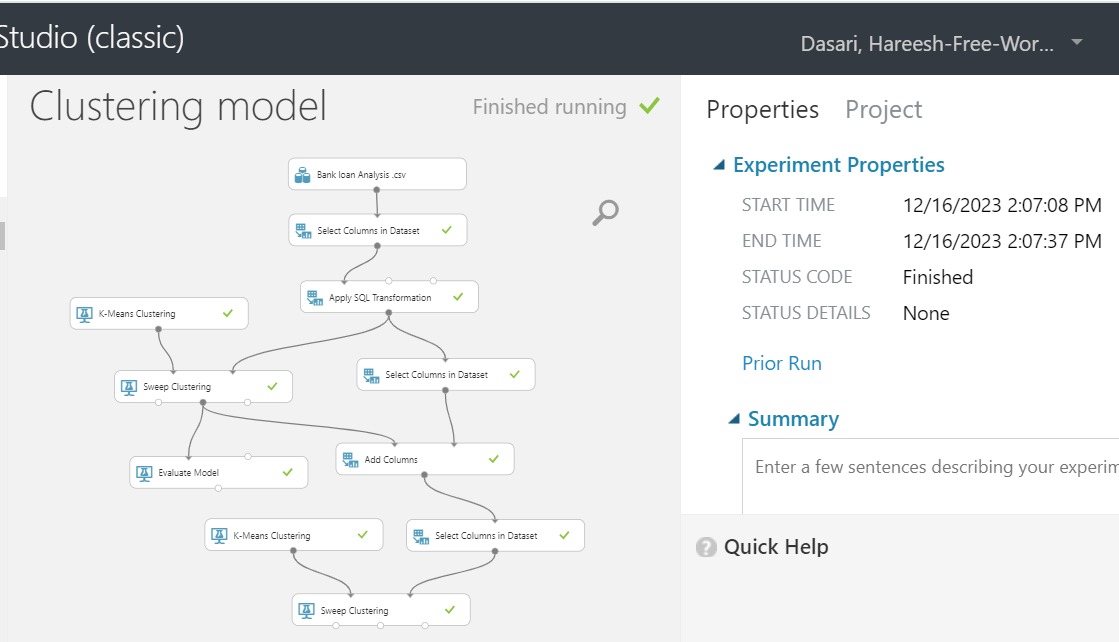 Studio (classic)
Dasari, Hareesh-Free-Wor...
Clustering model
Finished running
Properties
Project
Experiment Properties
START TIME 12/16/2023 2:07:08 PM
END TIME 12/16/2023 2:07:37 PM
STATUS CODE Finished
STATUS DETAILS None
Prior Run
Summary
Enter a few sentences describing your experim
? Quick Help
Bank loan Analysis .csv
Select Columns in Dataset
Apply SQL Transformation
K-Means Clustering
Sweep Clustering
Select Columns in Dataset
Evaluate Model
Add Columns
K-Means Clustering
Select Columns in Dataset
Sweep Clustering